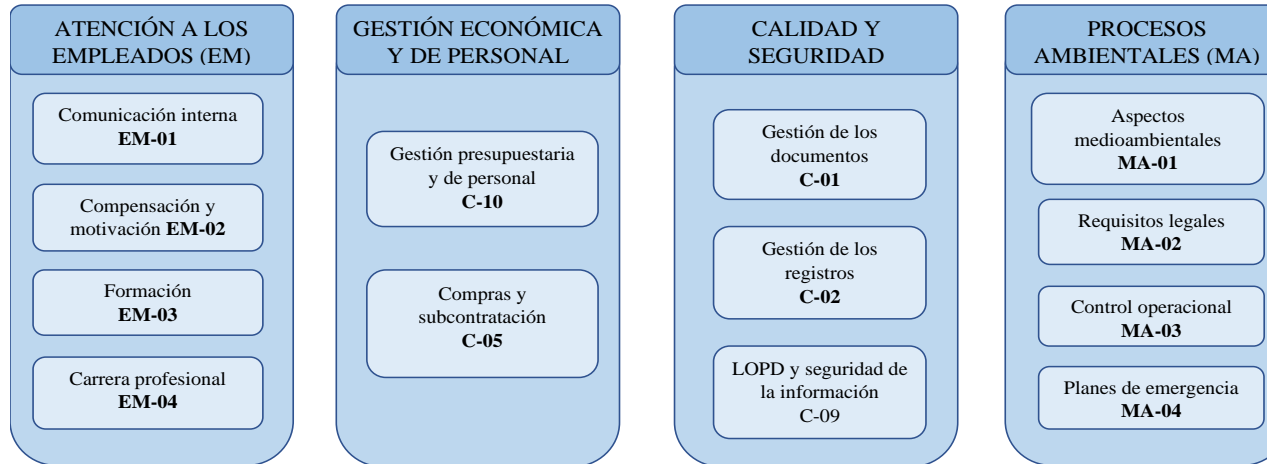 ATENCIÓN A LOS
EMPLEADOS (EM)
Comunicación interna
EM-01
Compensación y
motivación EM-02
Formación
EM-03
Carrera profesional
EM-04
GESTIÓN ECONÓMICA
Y DE PERSONAL
Gestión presupuestaria
y de personal
C-10
Compras y
subcontratación
C-05
CALIDAD Y
SEGURIDAD
Gestión de los
documentos
C-01
Gestión de los
registros
C-02
LOPD y seguridad de
la información
C-09
PROCESOS
AMBIENTALES (MA)
Aspectos
medioambientales
MA-01
Requisitos legales
MA-02
Control operacional
MA-03
Planes de emergencia
MA-04